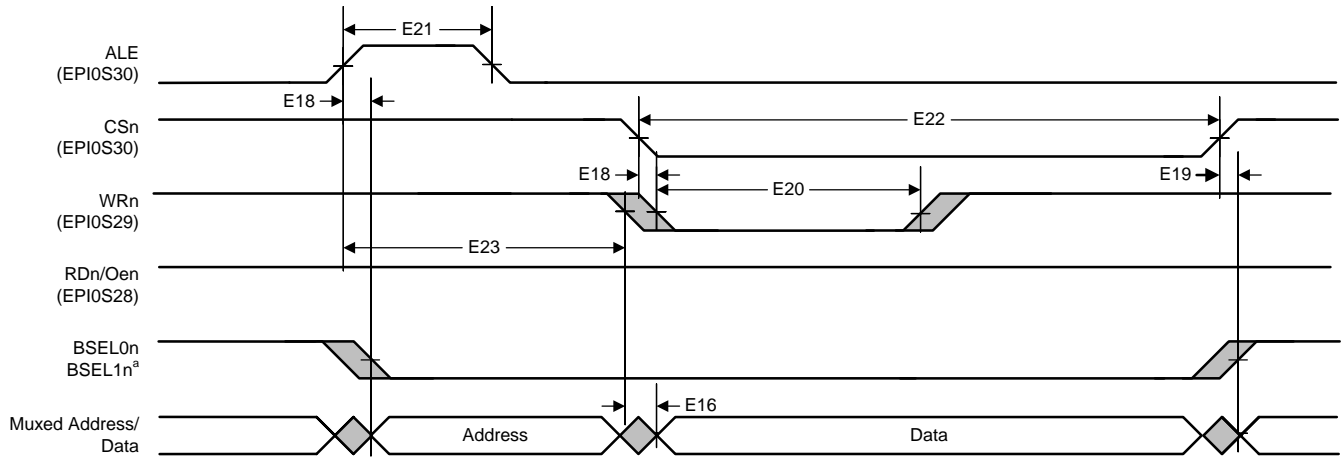 E21
ALE
(EPI0S30)
E18
CSn
(EPI0S30)
E22
E18
E19
WRn
(EPI0S29)
E20
E23
RDn/Oen
(EPI0S28)
BSEL0n
BSEL1nª
E16
Muxed Address/
Data
Address
Data